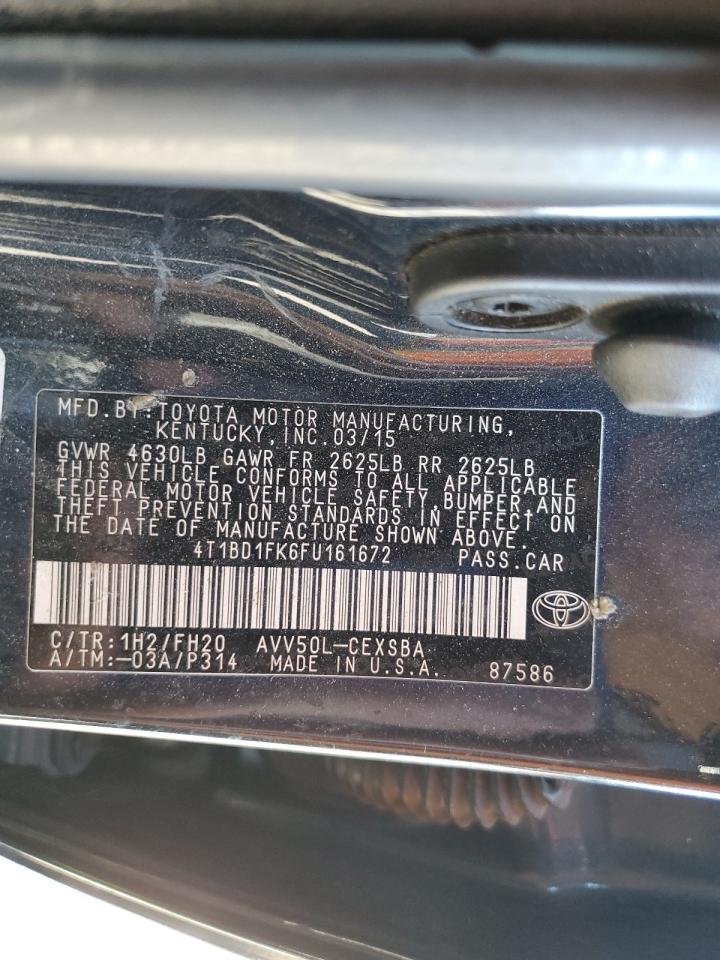 MFD.BY:TOYOTA MOTOR MANUFACTURING,
KENTUCKY,INC.03/15
GVWR 4630LB GAWR FR 2625LB RR 2625LB
THIS VEHICLE CONFORMS TO ALL APPLICABLE
FEDERAL MOTOR VEHICLE SAFETY,BUMPER,AND
THEFT PREVENTION STANDARDS IN EFFECT ON
THE DATE OF MANUFACTURE SHOWN ABOVE.
4T1BD1FK6FU161672 PASS.CAR
C/TR:1H2/FH20 AVV50L-CEXSBA
A/TM:-03A/P314 MADE IN U.S.A. 87586